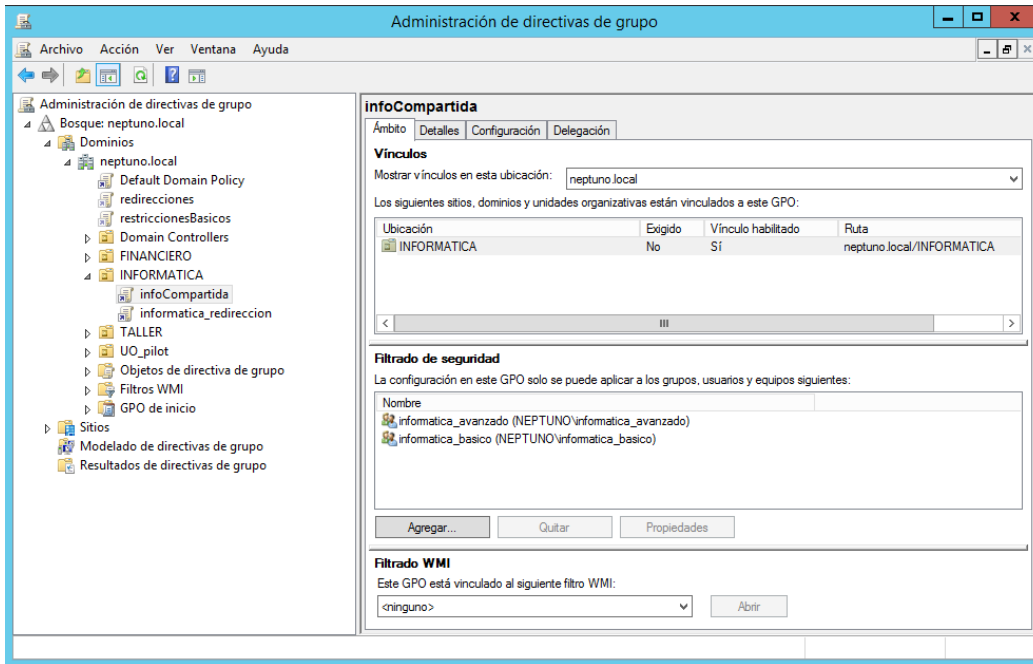 Administración de directivas de grupo
Archivo Acción Ver Ventana Ayuda
Administración de directivas de grupo
Bosque: neptuno.local
Dominios
neptuno.local
Default Domain Policy
redirecciones
restriccionesBasicos
Domain Controllers
FINANCIERO
INFORMATICA
infoCompartida
informatica_redireccion
TALLER
UO_pilot
Objetos de directiva de grupo
Filtros WMI
GPO de inicio
Sitios
Modelado de directivas de grupo
Resultados de directivas de grupo
infoCompartida
Ámbito Detalles Configuración Delegación
Vínculos
Mostrar vínculos en esta ubicación: neptuno.local
Los siguientes sitios, dominios y unidades organizativas están vinculados a este GPO:
Ubicación Exigido Vínculo habilitado Ruta
INFORMATICA No Sí neptuno.local/INFORMATICA
Filtrado de seguridad
La configuración en este GPO solo se puede aplicar a los grupos, usuarios y equipos siguientes:
Nombre
informatica_avanzado (NEPTUNO\informatica_avanzado)
informatica_basico (NEPTUNO\informatica_basico)
Agregar... Quitar Propiedades
Filtrado WMI
Este GPO está vinculado al siguiente filtro WMI:
<ninguno> Abrir